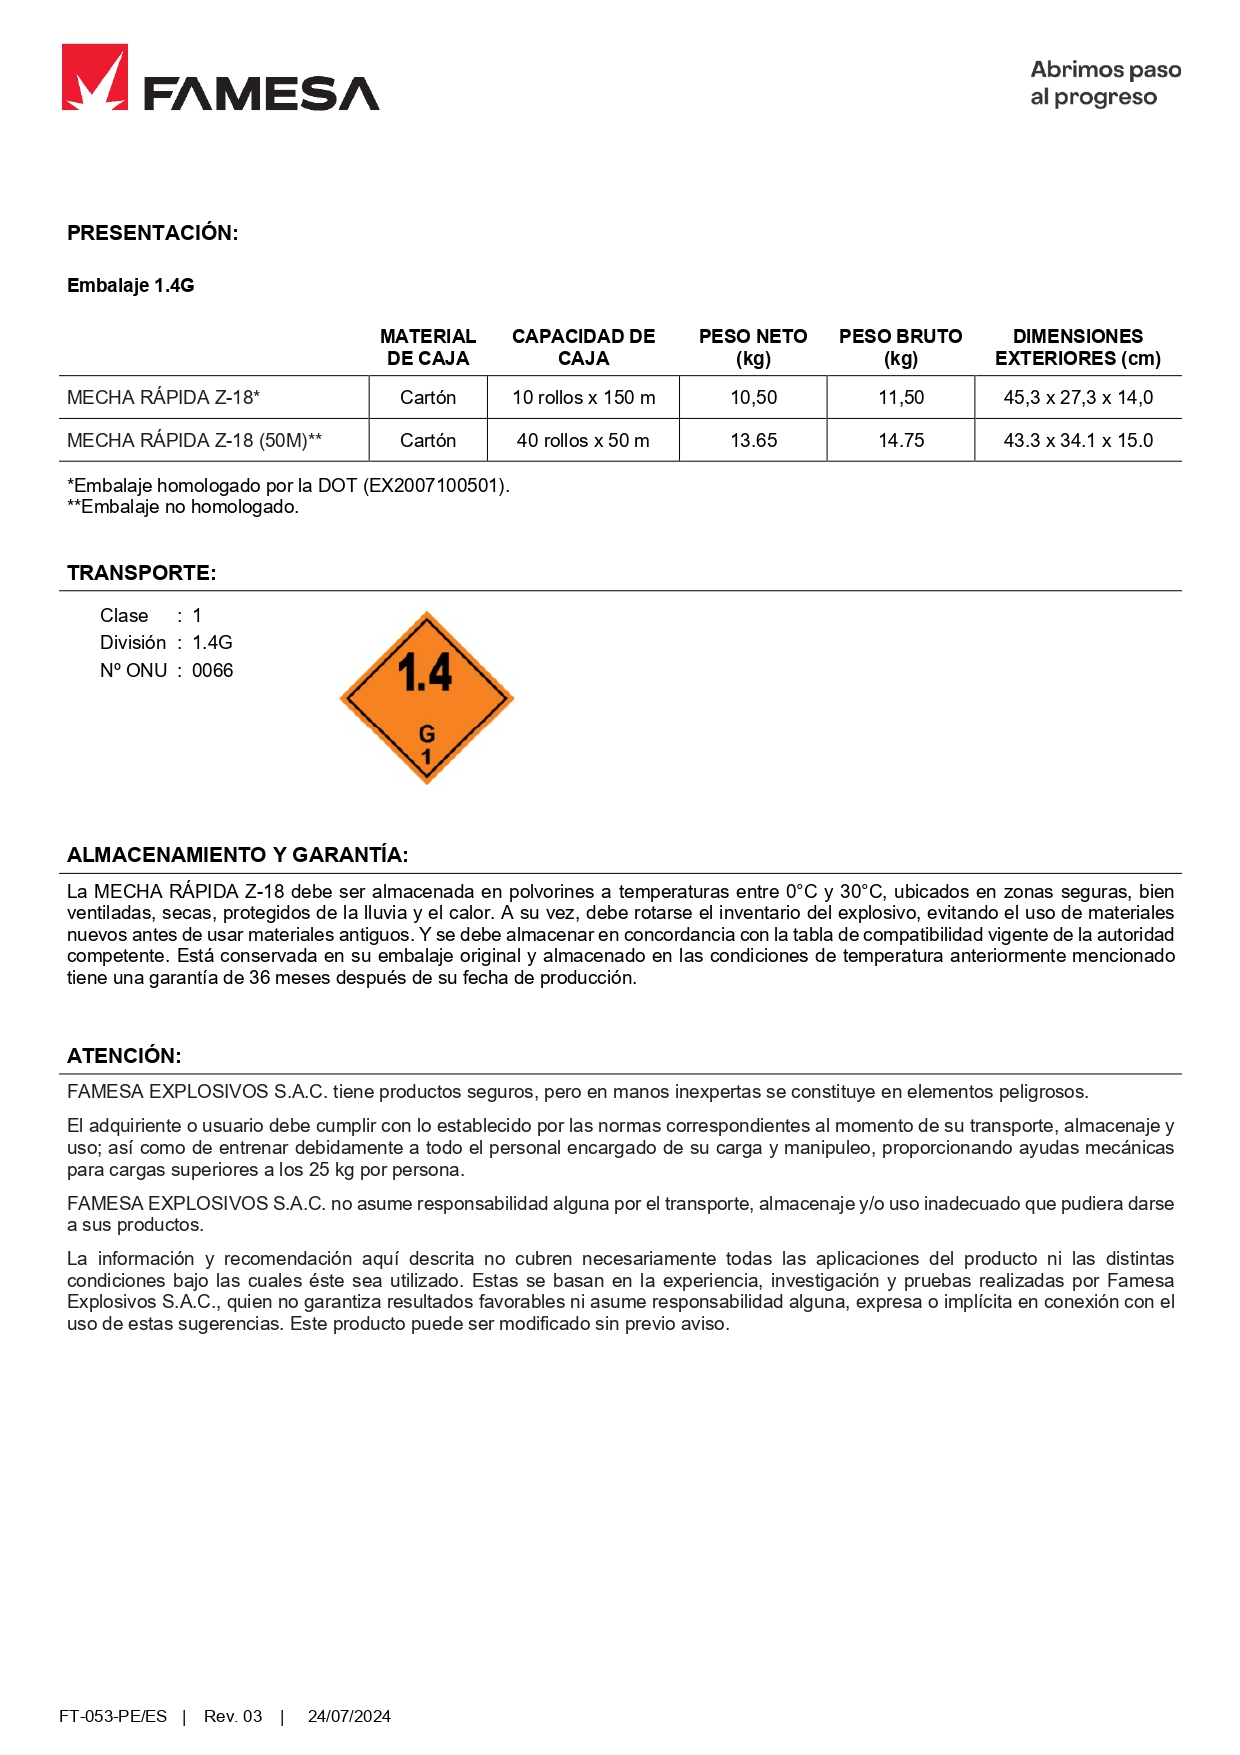 FAMESA
Abrimos paso
al progreso
PRESENTACIÓN:
Embalaje 1.4G
MATERIAL DE CAJA | CAPACIDAD DE CAJA | PESO NETO (kg) | PESO BRUTO (kg) | DIMENSIONES EXTERIORES (cm)
MECHA RÁPIDA Z-18* | Cartón | 10 rollos x 150 m | 10,50 | 11,50 | 45,3 x 27,3 x 14,0
MECHA RÁPIDA Z-18 (50M)** | Cartón | 40 rollos x 50 m | 13.65 | 14.75 | 43.3 x 34.1 x 15.0
*Embalaje homologado por la DOT (EX2007100501).
**Embalaje no homologado.
TRANSPORTE:
Clase : 1
División : 1.4G
Nº ONU : 0066
1.4
G
1
ALMACENAMIENTO Y GARANTÍA:
La MECHA RÁPIDA Z-18 debe ser almacenada en polvorines a temperaturas entre 0°C y 30°C, ubicados en zonas seguras, bien
ventiladas, secas, protegidos de la lluvia y el calor. A su vez, debe rotarse el inventario del explosivo, evitando el uso de materiales
nuevos antes de usar materiales antiguos. Y se debe almacenar en concordancia con la tabla de compatibilidad vigente de la autoridad
competente. Está conservada en su embalaje original y almacenado en las condiciones de temperatura anteriormente mencionado
tiene una garantía de 36 meses después de su fecha de producción.
ATENCIÓN:
FAMESA EXPLOSIVOS S.A.C. tiene productos seguros, pero en manos inexpertas se constituye en elementos peligrosos.
El adquiriente o usuario debe cumplir con lo establecido por las normas correspondientes al momento de su transporte, almacenaje y
uso; así como de entrenar debidamente a todo el personal encargado de su carga y manipuleo, proporcionando ayudas mecánicas
para cargas superiores a los 25 kg por persona.
FAMESA EXPLOSIVOS S.A.C. no asume responsabilidad alguna por el transporte, almacenaje y/o uso inadecuado que pudiera darse
a sus productos.
La información y recomendación aquí descrita no cubren necesariamente todas las aplicaciones del producto ni las distintas
condiciones bajo las cuales éste sea utilizado. Estas se basan en la experiencia, investigación y pruebas realizadas por Famesa
Explosivos S.A.C., quien no garantiza resultados favorables ni asume responsabilidad alguna, expresa o implícita en conexión con el
uso de estas sugerencias. Este producto puede ser modificado sin previo aviso.
FT-053-PE/ES | Rev. 03 | 24/07/2024